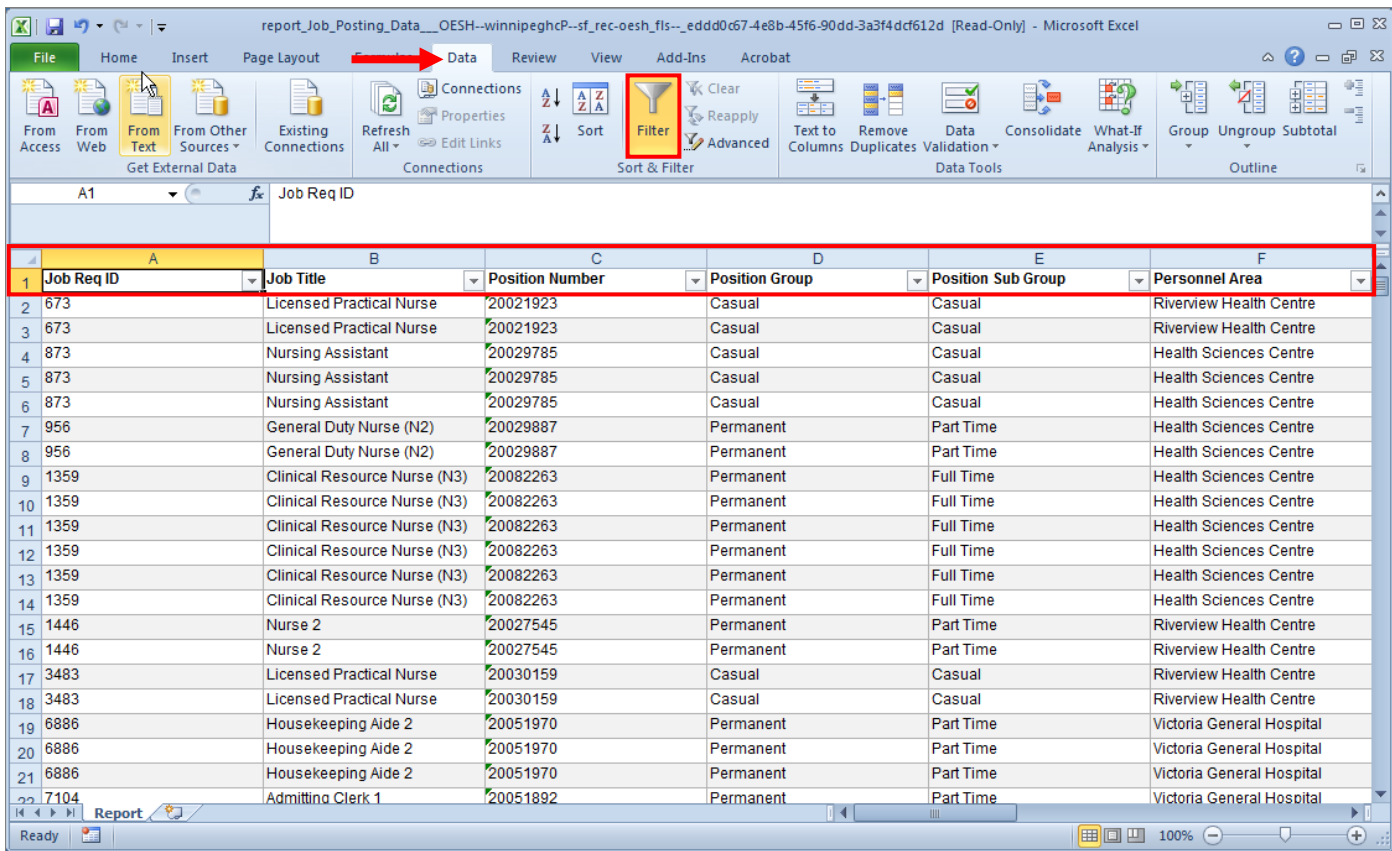 report_Job_Posting_Data___OESH--winnipeghcP--sf_rec-oesh_fls--_eddd0c67-4e8b-45f6-90dd-3a3f4dcf612d [Read-Only] - Microsoft Excel
File Home Insert Page Layout Data Review View Add-Ins Acrobat
From Access From Web From Text From Other Sources Existing Connections Refresh All Connections Properties Edit Links Sort Filter Clear Reapply Advanced Text to Columns Remove Duplicates Data Validation Consolidate What-If Analysis Group Ungroup Subtotal
Get External Data Connections Sort & Filter Data Tools Outline
A1 fx Job Req ID
A B C D E F
1 Job Req ID Job Title Position Number Position Group Position Sub Group Personnel Area
2 673 Licensed Practical Nurse 20021923 Casual Casual Riverview Health Centre
3 673 Licensed Practical Nurse 20021923 Casual Casual Riverview Health Centre
4 873 Nursing Assistant 20029785 Casual Casual Health Sciences Centre
5 873 Nursing Assistant 20029785 Casual Casual Health Sciences Centre
6 873 Nursing Assistant 20029785 Casual Casual Health Sciences Centre
7 956 General Duty Nurse (N2) 20029887 Permanent Part Time Health Sciences Centre
8 956 General Duty Nurse (N2) 20029887 Permanent Part Time Health Sciences Centre
9 1359 Clinical Resource Nurse (N3) 20082263 Permanent Full Time Health Sciences Centre
10 1359 Clinical Resource Nurse (N3) 20082263 Permanent Full Time Health Sciences Centre
11 1359 Clinical Resource Nurse (N3) 20082263 Permanent Full Time Health Sciences Centre
12 1359 Clinical Resource Nurse (N3) 20082263 Permanent Full Time Health Sciences Centre
13 1359 Clinical Resource Nurse (N3) 20082263 Permanent Full Time Health Sciences Centre
14 1359 Clinical Resource Nurse (N3) 20082263 Permanent Full Time Health Sciences Centre
15 1446 Nurse 2 20027545 Permanent Part Time Riverview Health Centre
16 1446 Nurse 2 20027545 Permanent Part Time Riverview Health Centre
17 3483 Licensed Practical Nurse 20030159 Casual Casual Riverview Health Centre
18 3483 Licensed Practical Nurse 20030159 Casual Casual Riverview Health Centre
19 6886 Housekeeping Aide 2 20051970 Permanent Part Time Victoria General Hospital
20 6886 Housekeeping Aide 2 20051970 Permanent Part Time Victoria General Hospital
21 6886 Housekeeping Aide 2 20051970 Permanent Part Time Victoria General Hospital
22 7104 Admitting Clerk 1 20051892 Permanent Part Time Victoria General Hospital
Report
Ready 100%